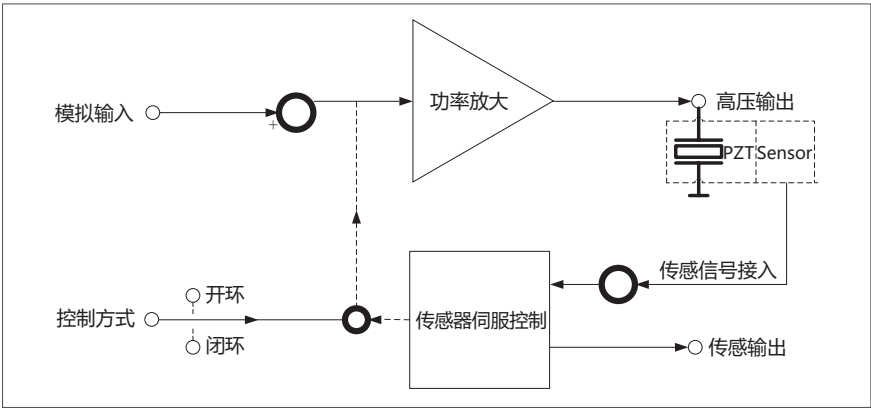 模拟输入
+
功率放大
高压输出
PZT Sensor
传感信号接入
开环
控制方式
闭环
传感器伺服控制
传感输出